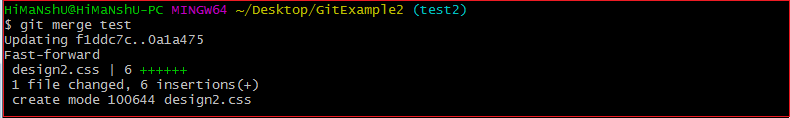 HiMaNshU@HiMaNshU-PC MINGW64 ~/Desktop/GitExample2 (test2)
$ git merge test
Updating f1ddc7c..0a1a475
Fast-forward
 design2.css | 6 ++++++
 1 file changed, 6 insertions(+)
 create mode 100644 design2.css